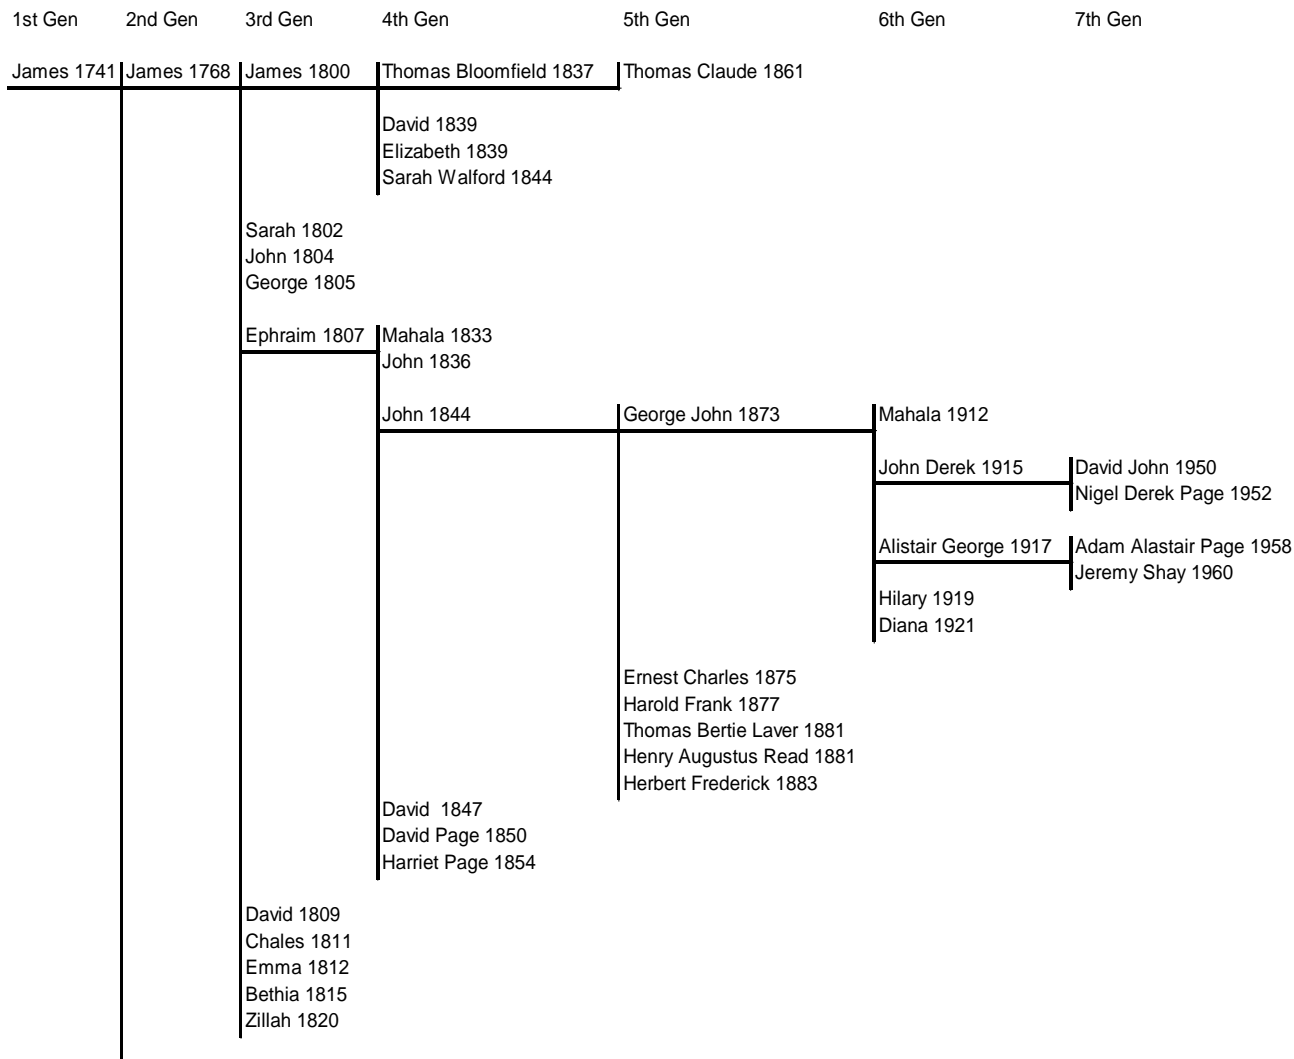 1st Gen 2nd Gen 3rd Gen 4th Gen 5th Gen 6th Gen 7th Gen
James 1741 James 1768 James 1800 Thomas Bloomfield 1837 Thomas Claude 1861
David 1839
Elizabeth 1839
Sarah Walford 1844
Sarah 1802
John 1804
George 1805
Ephraim 1807 Mahala 1833
John 1836
John 1844 George John 1873 Mahala 1912
John Derek 1915 David John 1950
Nigel Derek Page 1952
Alistair George 1917 Adam Alastair Page 1958
Jeremy Shay 1960
Hilary 1919
Diana 1921
Ernest Charles 1875
Harold Frank 1877
Thomas Bertie Laver 1881
Henry Augustus Read 1881
Herbert Frederick 1883
David 1847
David Page 1850
Harriet Page 1854
David 1809
Chales 1811
Emma 1812
Bethia 1815
Zillah 1820